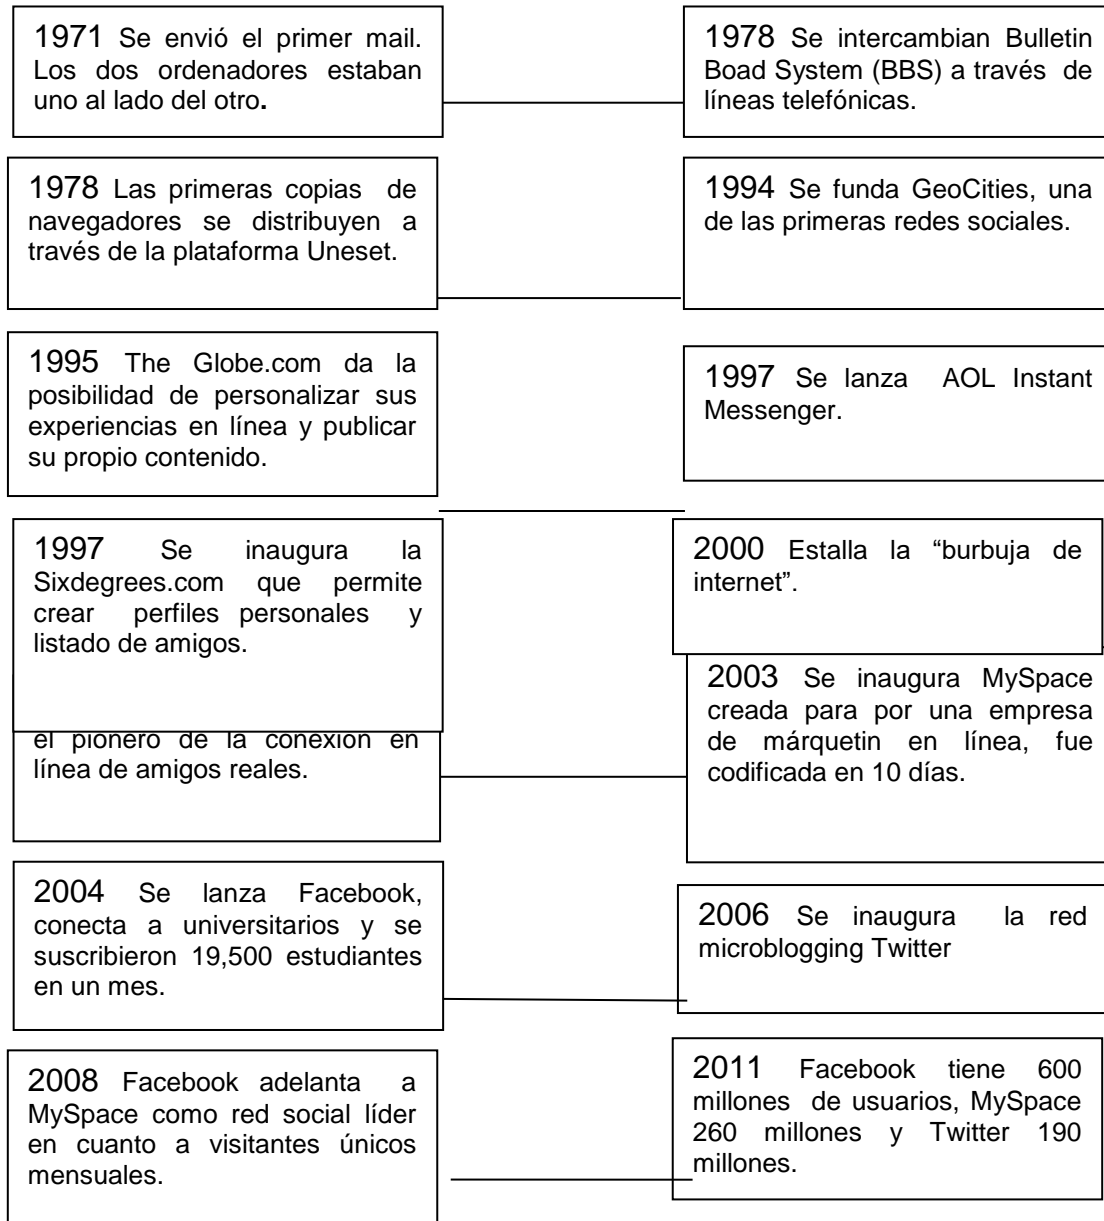 1971 Se envió el primer mail.
Los dos ordenadores estaban
uno al lado del otro.
1978 Se intercambian Bulletin
Boad System (BBS) a través de
líneas telefónicas.
1978 Las primeras copias de
navegadores se distribuyen a
través de la plataforma Uneset.
1994 Se funda GeoCities, una
de las primeras redes sociales.
1995 The Globe.com da la
posibilidad de personalizar sus
experiencias en línea y publicar
su propio contenido.
1997 Se lanza AOL Instant
Messenger.
1997 Se inaugura la
Sixdegrees.com que permite
crear perfiles personales y
listado de amigos.
2000 Estalla la “burbuja de
internet”.
el pionero de la conexión en
línea de amigos reales.
2003 Se inaugura MySpace
creada para por una empresa
de márquetin en línea, fue
codificada en 10 días.
2004 Se lanza Facebook,
conecta a universitarios y se
suscribieron 19,500 estudiantes
en un mes.
2006 Se inaugura la red
microblogging Twitter
2008 Facebook adelanta a
MySpace como red social líder
en cuanto a visitantes únicos
mensuales.
2011 Facebook tiene 600
millones de usuarios, MySpace
260 millones y Twitter 190
millones.